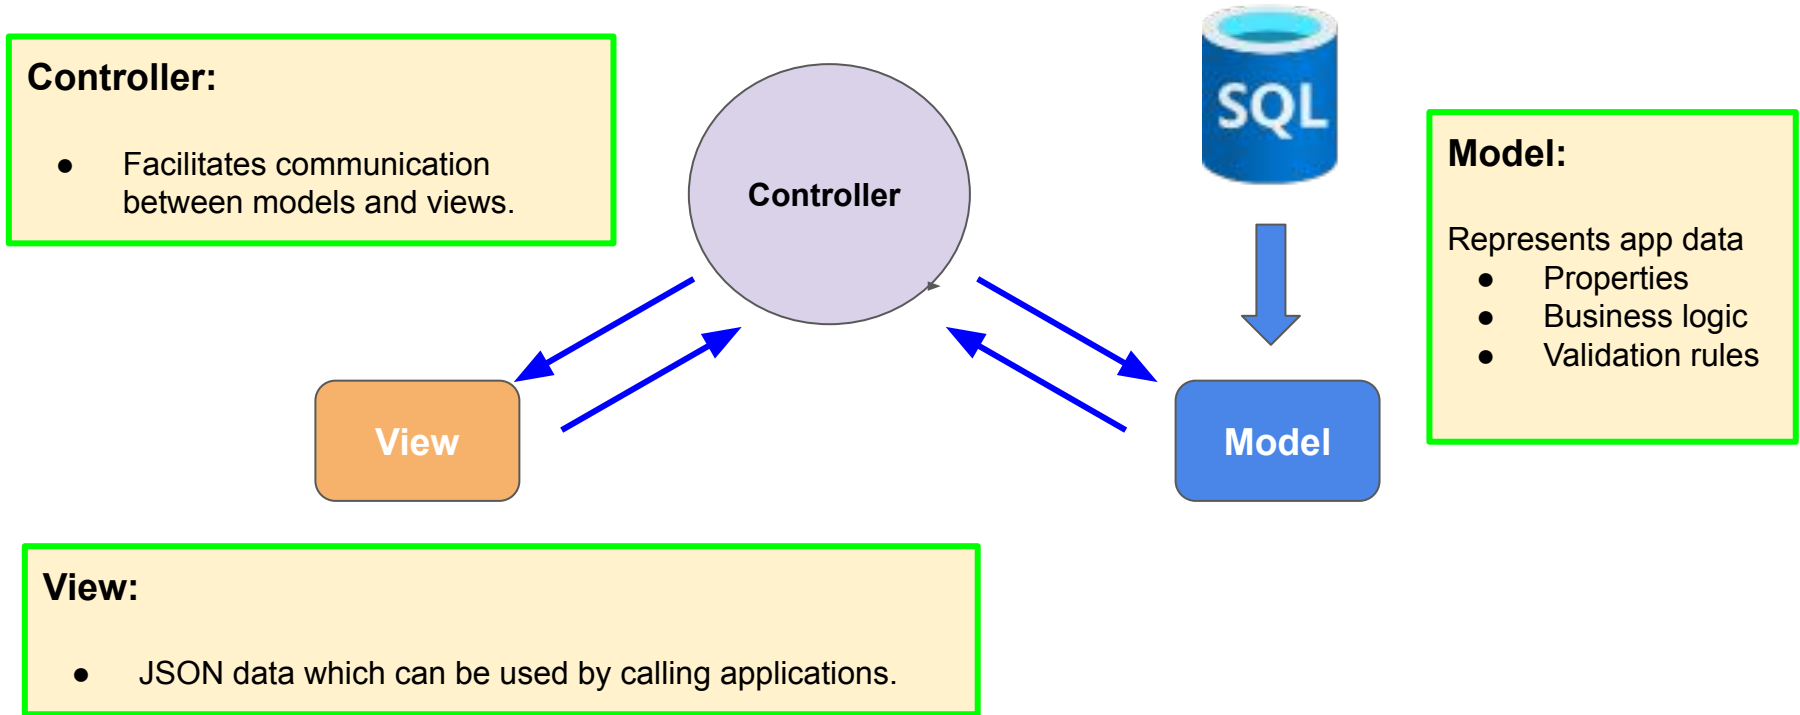 Controller:
● Facilitates communication
between models and views.
Controller
SQL
Model:
Represents app data
● Properties
● Business logic
● Validation rules
View
Model
View:
● JSON data which can be used by calling applications.